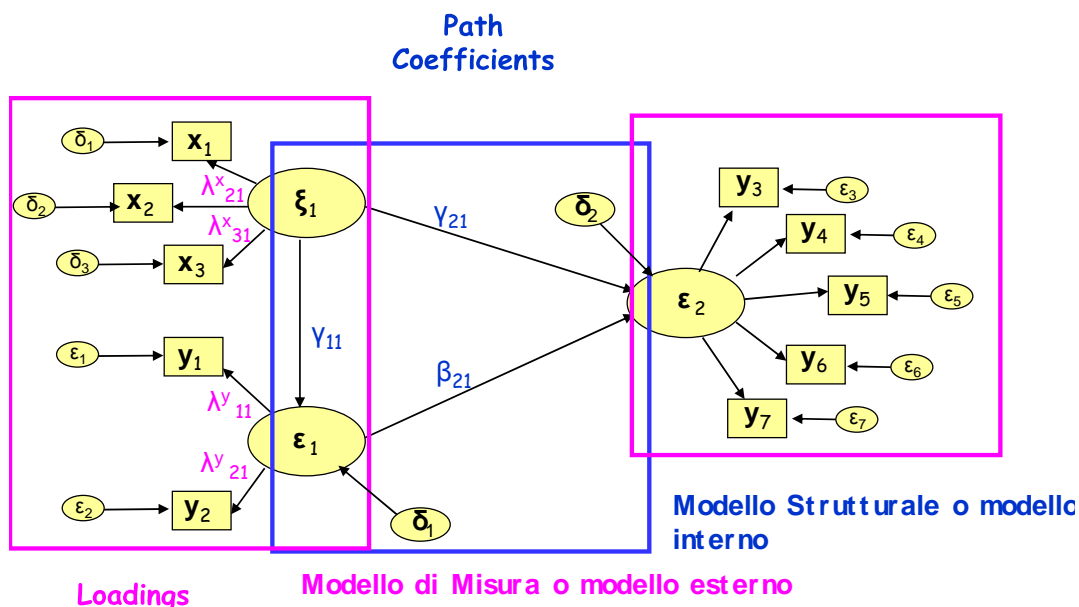 Path
Coefficients
δ1
x1
λx21
δ2
x2
ξ1
λx31
δ3
x3
γ21
δ2
y3
ε3
y4
ε4
ε2
y5
ε5
γ11
ε1
y1
β21
y6
ε6
λy11
ε1
y7
ε7
λy21
ε2
y2
δ1
Modello Strutturale o modello
interno
Modello di Misura o modello esterno
Loadings